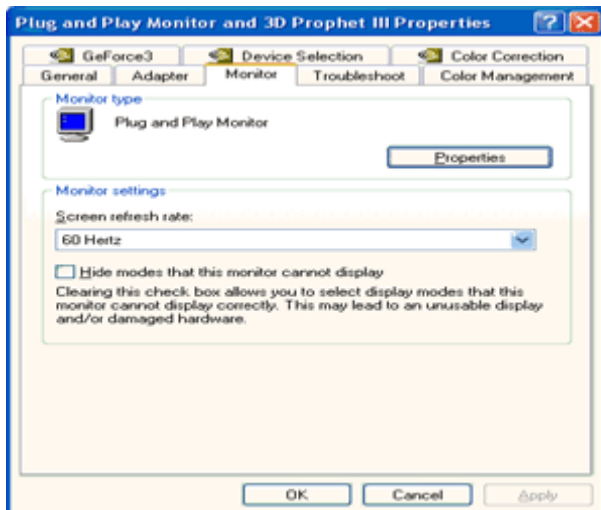 Plug and Play Monitor and 3D Prophet III Properties
GeForce3
Device Selection
Color Correction
General
Adapter
Monitor
Troubleshoot
Color Management
Monitor type
Plug and Play Monitor
Properties
Monitor settings
Screen refresh rate:
60 Hertz
Hide modes that this monitor cannot display
Clearing this check box allows you to select display modes that this
monitor cannot display correctly. This may lead to an unusable display
and/or damaged hardware.
OK
Cancel
Apply